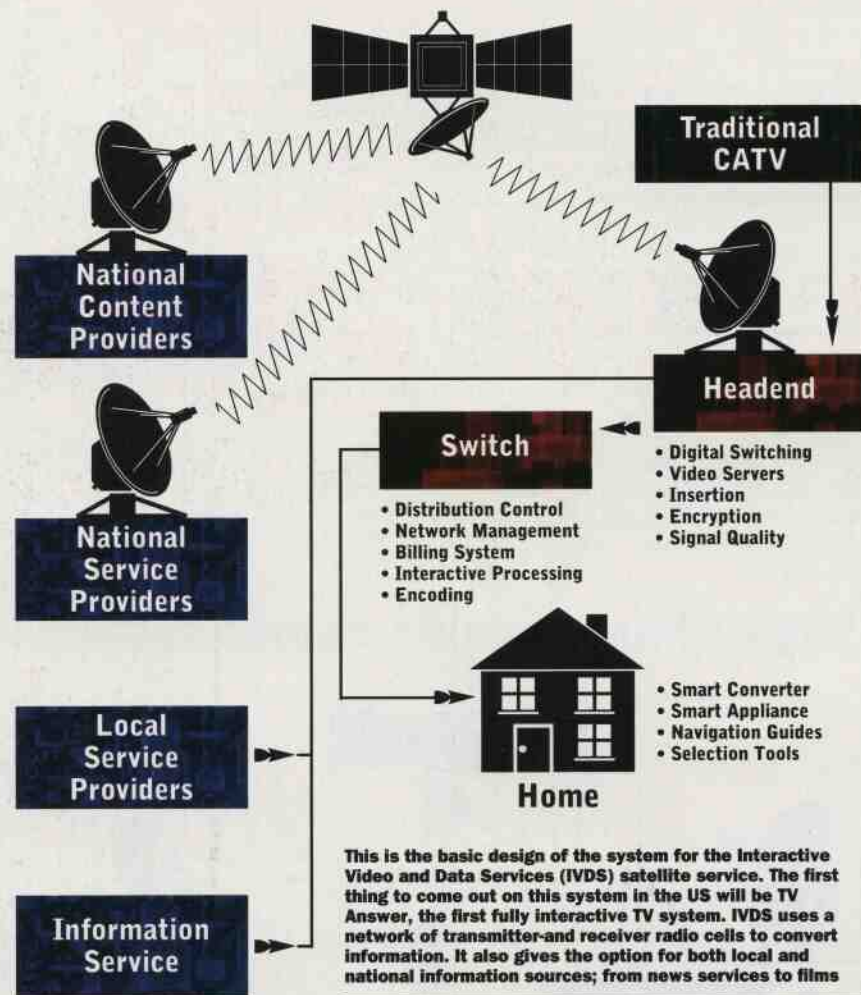 Traditional
CATV
National
Content
Providers
Headend
• Digital Switching
• Video Servers
• Insertion
• Encryption
• Signal Quality
Switch
• Distribution Control
• Network Management
• Billing System
• Interactive Processing
• Encoding
National
Service
Providers
• Smart Converter
• Smart Appliance
• Navigation Guides
• Selection Tools
Home
Local
Service
Providers
Information
Service
This is the basic design of the system for the Interactive
Video and Data Services (IVDS) satellite service. The first
thing to come out on this system in the US will be TV
Answer, the first fully interactive TV system. IVDS uses a
network of transmitter-and receiver radio cells to convert
information. It also gives the option for both local and
national information sources; from news services to films